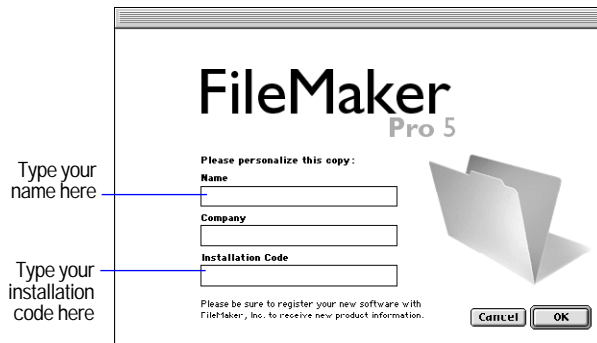 FileMaker
Pro 5
Please personalize this copy:
Name
Type your
name here
Company
Installation Code
Type your
installation
code here
Please be sure to register your new software with
FileMaker, Inc. to receive new product information.
Cancel
OK